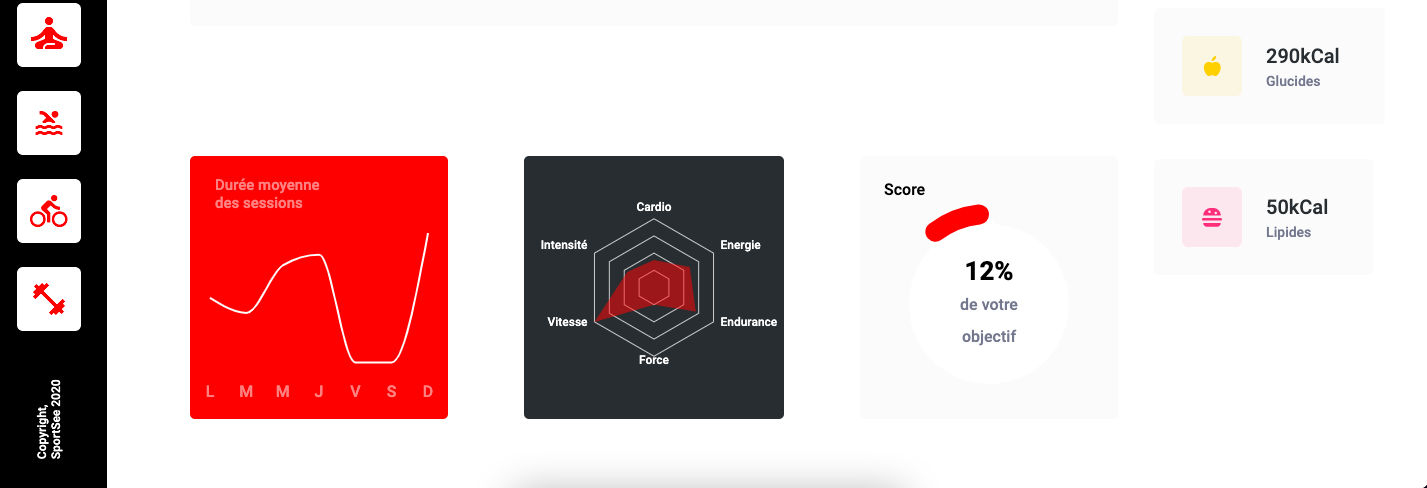 Copyright,
SportSee 2020
Durée moyenne
des sessions
L M M J V S D
Cardio
Intensité
Energie
Vitesse
Endurance
Force
Score
12%
de votre
objectif
290kCal
Glucides
50kCal
Lipides